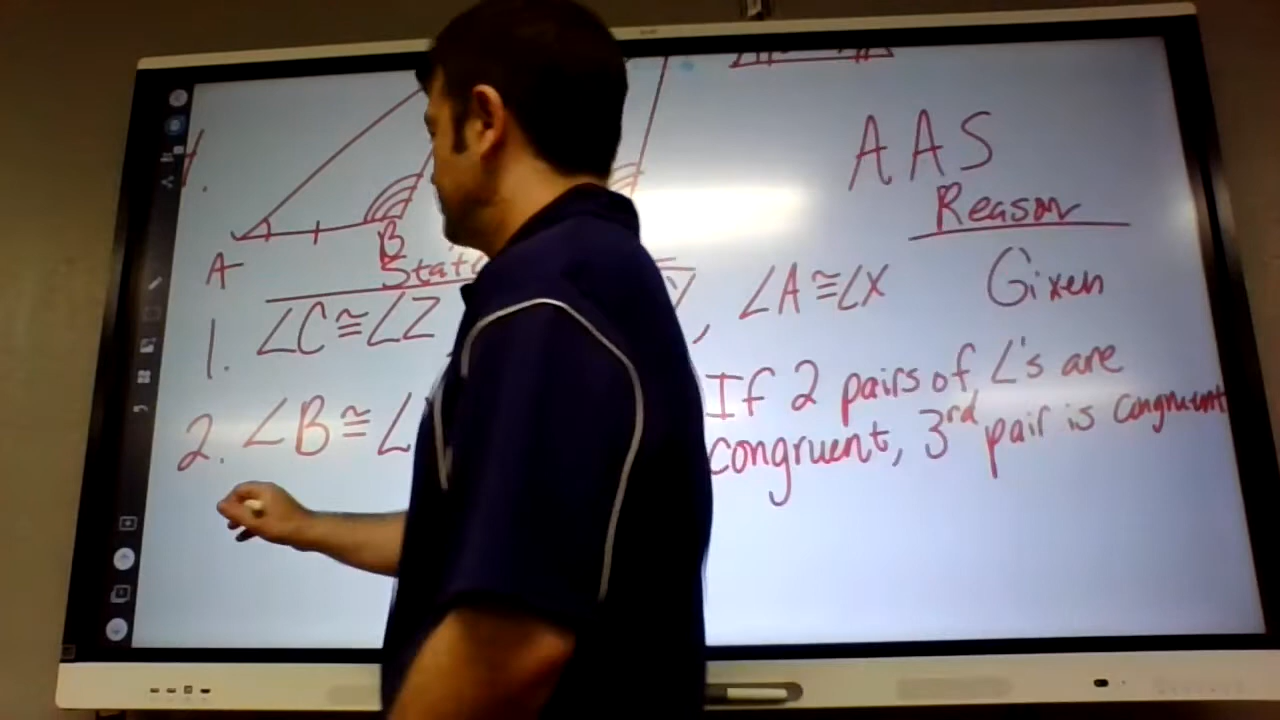 AAS
Reason
A
B
State
1. ∠C≅∠Z Y, ∠A≅∠X Given
2. ∠B≅∠ If 2 pairs of ∠'s are
congruent, 3rd pair is congruent